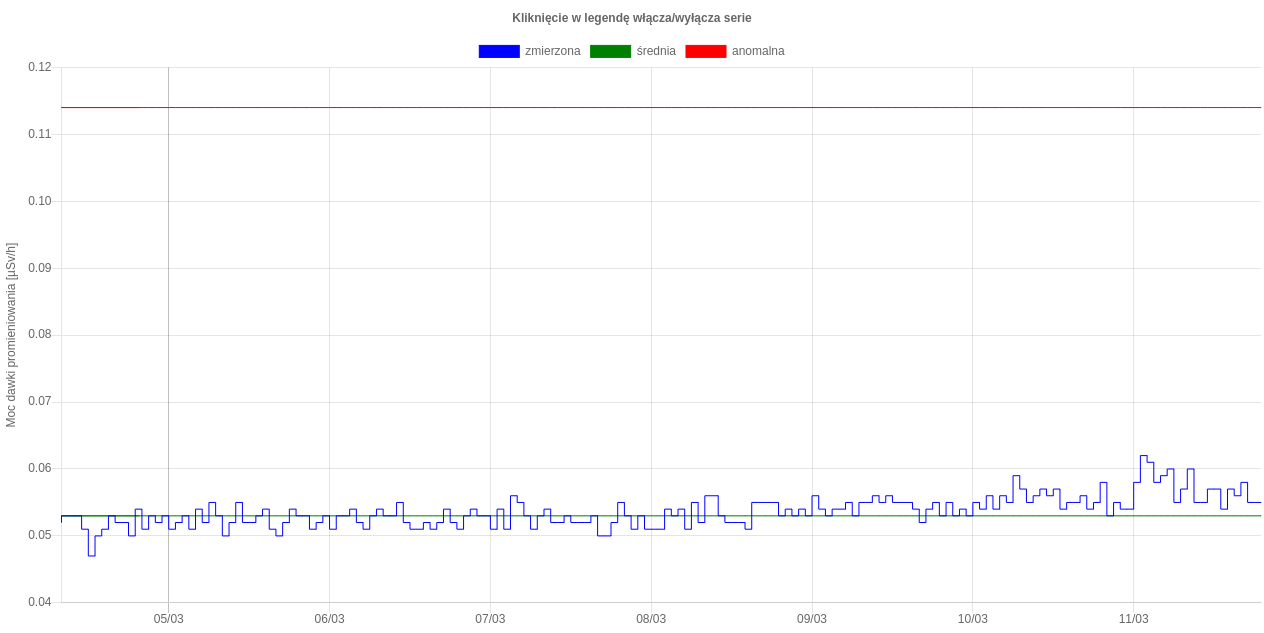 Kliknięcie w legendę włącza/wyłącza serie
zmierzona średnia anomalna
Moc dawki promieniowania [µSv/h]
0.12
0.11
0.10
0.09
0.08
0.07
0.06
0.05
0.04
05/03 06/03 07/03 08/03 09/03 10/03 11/03